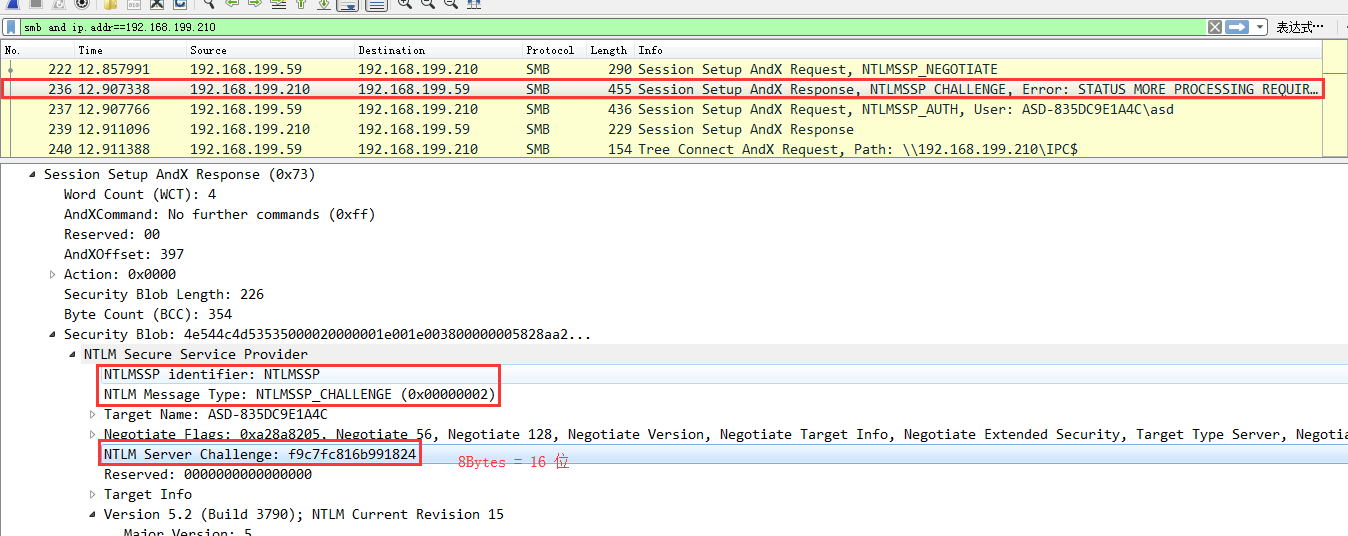 smb and ip.addr==192.168.199.210 表达式…
No. Time Source Destination Protocol Length Info
222 12.857991 192.168.199.59 192.168.199.210 SMB 290 Session Setup AndX Request, NTLMSSP_NEGOTIATE
236 12.907338 192.168.199.210 192.168.199.59 SMB 455 Session Setup AndX Response, NTLMSSP_CHALLENGE, Error: STATUS_MORE_PROCESSING_REQUIR…
237 12.907766 192.168.199.59 192.168.199.210 SMB 436 Session Setup AndX Request, NTLMSSP_AUTH, User: ASD-835DC9E1A4C\asd
239 12.911096 192.168.199.210 192.168.199.59 SMB 229 Session Setup AndX Response
240 12.911388 192.168.199.59 192.168.199.210 SMB 154 Tree Connect AndX Request, Path: \\192.168.199.210\IPC$
Session Setup AndX Response (0x73)
Word Count (WCT): 4
AndXCommand: No further commands (0xff)
Reserved: 00
AndXOffset: 397
Action: 0x0000
Security Blob Length: 226
Byte Count (BCC): 354
Security Blob: 4e544c4d53535000020000001e001e003800000005828aa2...
NTLM Secure Service Provider
NTLMSSP identifier: NTLMSSP
NTLM Message Type: NTLMSSP_CHALLENGE (0x00000002)
Target Name: ASD-835DC9E1A4C
Negotiate Flags: 0xa28a8205, Negotiate 56, Negotiate 128, Negotiate Version, Negotiate Target Info, Negotiate Extended Security, Target Type Server, Negotia
NTLM Server Challenge: f9c7fc816b991824 8Bytes = 16 位
Reserved: 0000000000000000
Target Info
Version 5.2 (Build 3790); NTLM Current Revision 15
Major Version: 5